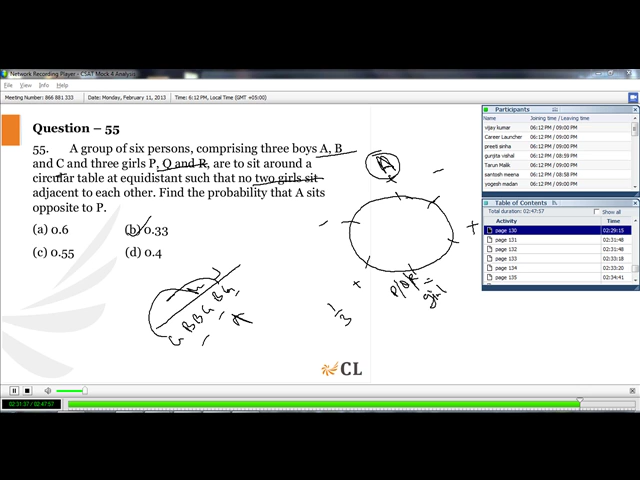 Network Recording Player - CSAT Mock 4 Analysis
File View Info Help
Meeting Number: 866 881 333 Date: Monday, February 11, 2013 Time: 6:12 PM, Local Time (GMT +05:00)
Question – 55
55. A group of six persons, comprising three boys A, B
and C and three girls P, Q and R, are to sit around a
circular table at equidistant such that no two girls sit
adjacent to each other. Find the probability that A sits
opposite to P.
(a) 0.6 (b) 0.33
(c) 0.55 (d) 0.4
A
P/Q/R =
girl
1/3
G B B G B G
CL
Participants
Name Joining time / Leaving time
vijay kumar 06:12 PM / 09:00 PM
Career Launcher 06:12 PM / 09:00 PM
preeti sinha 06:12 PM / 09:00 PM
gunjita vishal 06:12 PM / 08:59 PM
Tarun Malik 06:12 PM / 09:00 PM
santosh meena 06:12 PM / 08:58 PM
yogesh madan 06:12 PM / 09:00 PM
Table of Contents
Total duration: 02:47:57 Show all
Activity Time
page 130 02:29:15
page 131 02:31:48
page 132 02:31:48
page 133 02:33:18
page 134 02:33:20
page 135 02:34:41
02:31:37 / 02:47:57